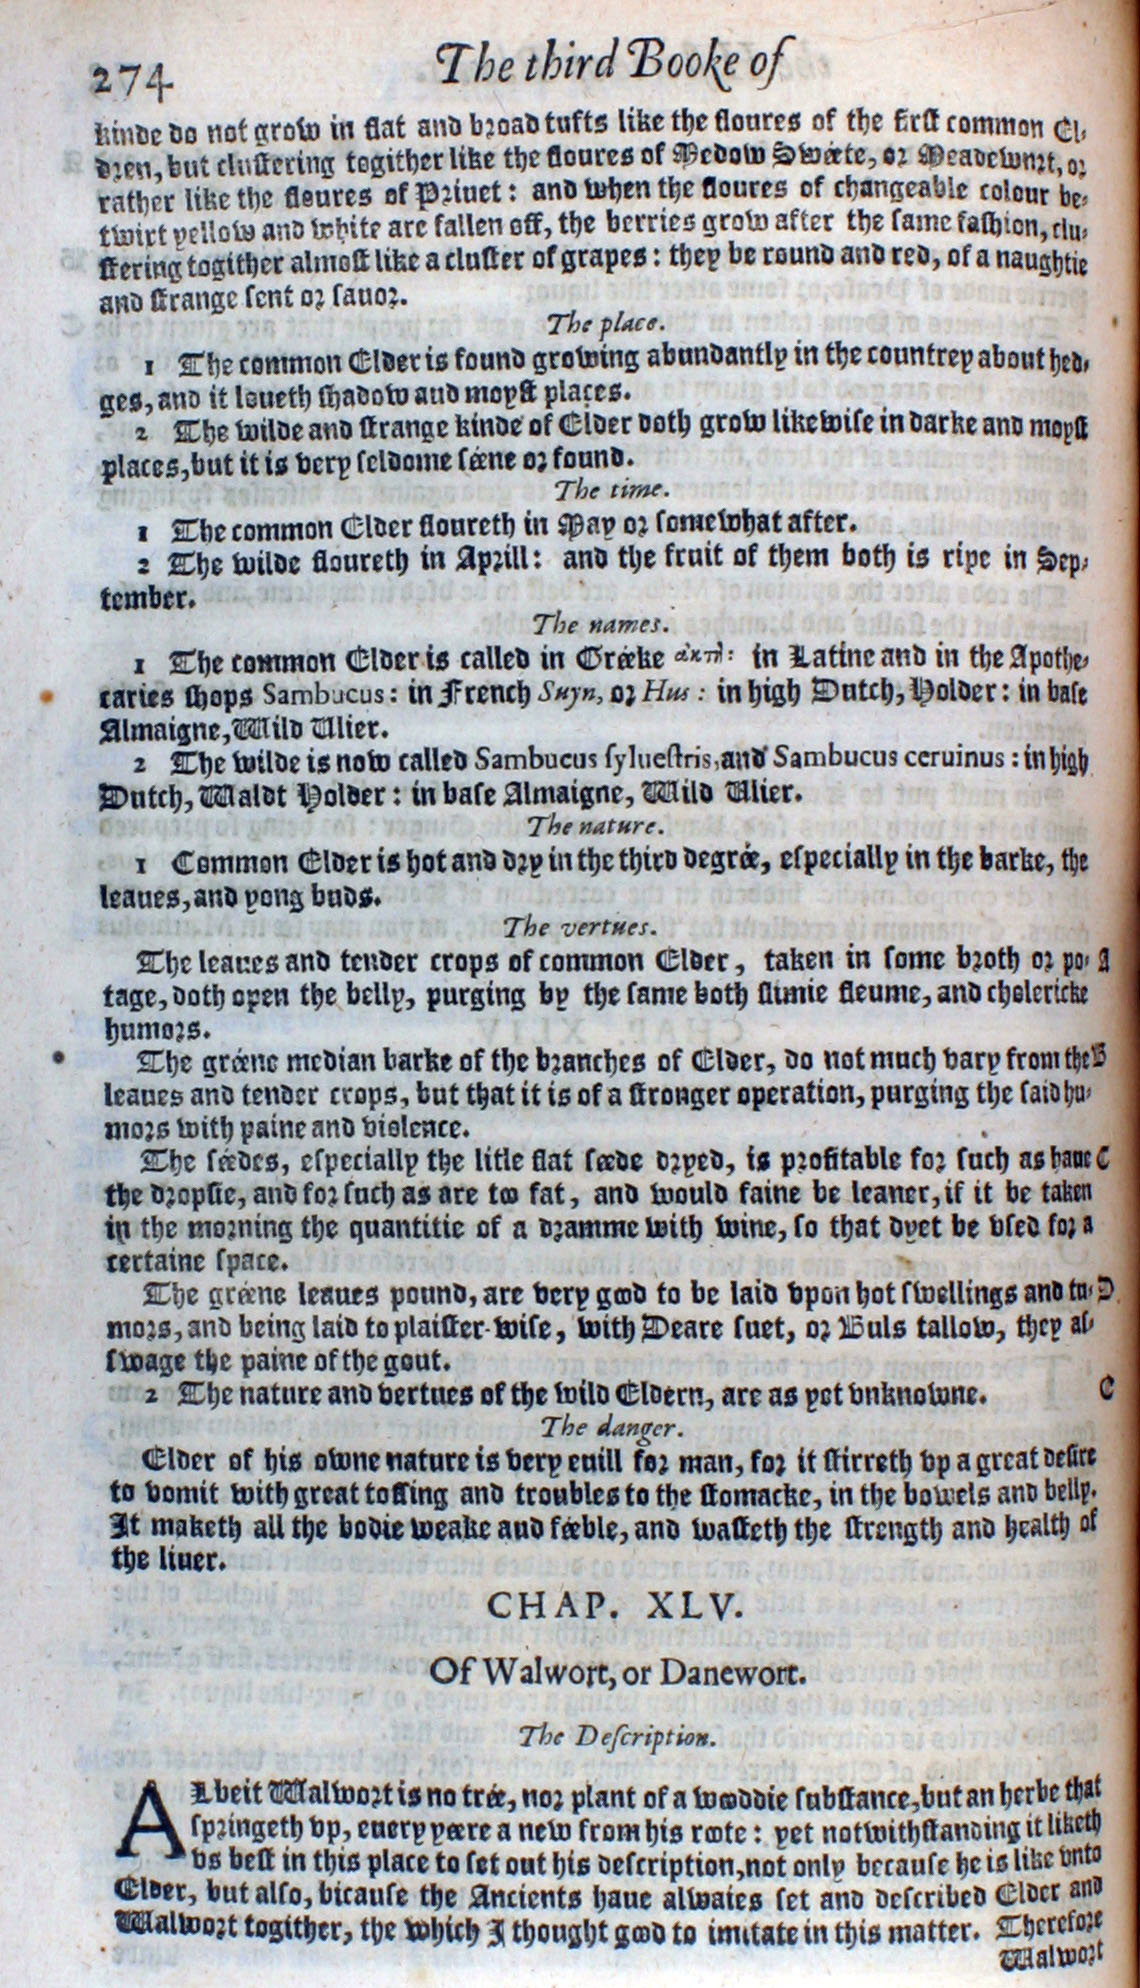 274 The third Booke of
kinde do not grow in flat and broad tufts like the floures of the first common El-
dren, but clustering togither like the floures of Medow Sweete, or Meadewurt, or
rather like the floures of Priuet: and when the floures of changeable colour be-
twixt yellow and white are fallen off, the berries grow after the same fashion, clu-
stering togither almost like a cluster of grapes: they be round and red, of a naughtie
and strange sent or sauor.
The place.
1 The common Elder is found growing abundantly in the countrey about hed-
ges, and it loueth shadow and moyst places.
2 The wilde and strange kinde of Elder doth grow likewise in darke and moyst
places, but it is very seldome seene or found.
The time.
1 The common Elder floureth in May or somewhat after.
2 The wilde floureth in Aprill: and the fruit of them both is ripe in Sep-
tember.
The names.
1 The common Elder is called in Greeke ἀκτὴ: in Latine and in the Apothe-
caries shops Sambucus: in French Suyn, or Hus: in high Dutch, Holder: in base
Almaigne, Wild Ulier.
2 The wilde is now called Sambucus syluestris, and Sambucus ceruinus: in high
Dutch, Waldt Holder: in base Almaigne, Wild Ulier.
The nature.
1 Common Elder is hot and dry in the third degree, especially in the barke, the
leaues, and yong buds.
The vertues.
The leaues and tender crops of common Elder, taken in some broth or po- A
tage, doth open the belly, purging by the same both slimie fleume, and cholericke
humors.
The greene median barke of the branches of Elder, do not much vary from the B
leaues and tender crops, but that it is of a stronger operation, purging the said hu-
mors with paine and violence.
The seedes, especially the litle flat seede dryed, is profitable for such as haue C
the dropsie, and for such as are too fat, and would faine be leaner, if it be taken
in the morning the quantitie of a dramme with wine, so that dyet be vsed for a
certaine space.
The greene leaues pound, are very good to be laid vpon hot swellings and tu- D
mors, and being laid to plaister-wise, with Deare suet, or Buls tallow, they as-
swage the paine of the gout.
2 The nature and vertues of the wild Eldern, are as yet vnknowne. C
The danger.
Elder of his owne nature is very euill for man, for it stirreth vp a great desire
to vomit with great tossing and troubles to the stomacke, in the bowels and belly.
It maketh all the bodie weake and feeble, and wasteth the strength and health of
the liuer.
CHAP. XLV.
Of Walwort, or Danewort.
The Description.
ALbeit Walwort is no tree, nor plant of a wooddie substance, but an herbe that
springeth vp, euery yeere a new from his roote: yet notwithstanding it liketh
vs best in this place to set out his description, not only because he is like vnto
Elder, but also, bicause the Ancients haue alwaies set and described Elder and
Walwort togither, the which I thought good to imitate in this matter. Therefore
Walwort